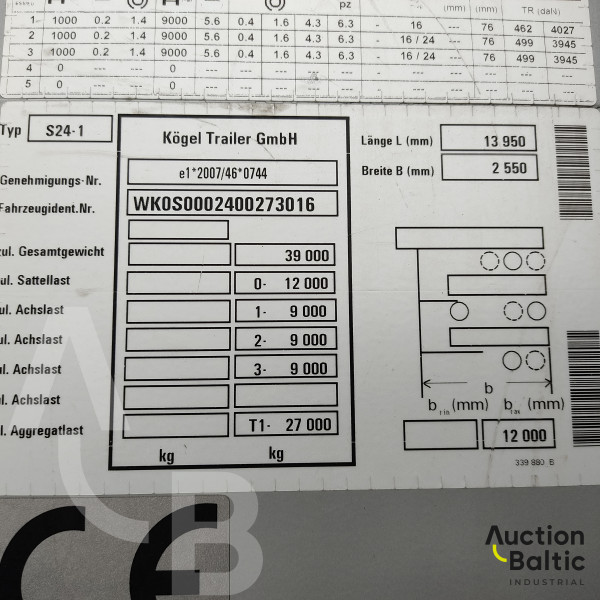 pz (mm) (mm) TR (daN)
1 1000 0.2 1.4 9000 5.6 0.4 1.6 4.3 6.3 - 16 --- 76 462 4027
2 1000 0.2 1.4 9000 5.6 0.4 1.6 4.3 6.3 - 16 / 24 --- 76 499 3945
3 1000 0.2 1.4 9000 5.6 0.4 1.6 4.3 6.3 - 16 / 24 --- 76 499 3945
4 0 --- --- 0 --- --- --- --- --- - --- --- --- --- ---
5 0 --- --- 0 --- --- --- --- --- - --- --- --- --- ---
Typ S24-1
Kögel Trailer GmbH
Länge L (mm) 13 950
Breite B (mm) 2 550
Genehmigungs-Nr. e1*2007/46*0744
Fahrzeugident.Nr. WK0S0002400273016
zul. Gesamtgewicht 39 000
ul. Sattellast 0- 12 000
ul. Achslast 1- 9 000
ul. Achslast 2- 9 000
ul. Achslast 3- 9 000
ul. Achslast
l. Aggregatlast T1- 27 000
kg kg
b
b min (mm) b max (mm)
12 000
339 880 B
CE
Auction
Baltic
INDUSTRIAL